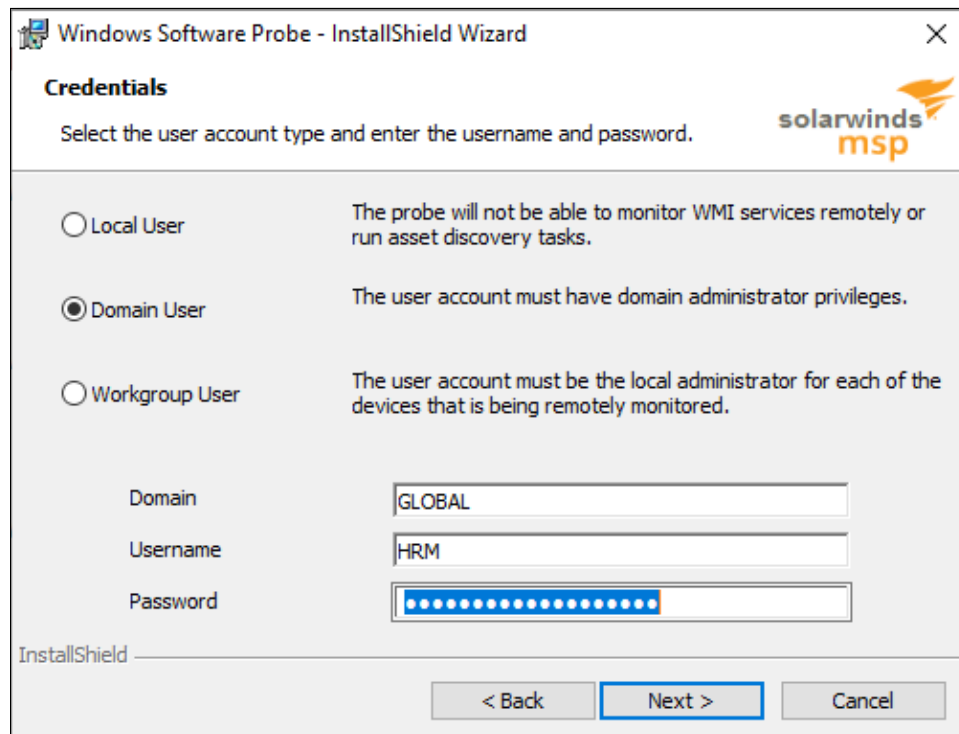 Windows Software Probe - InstallShield Wizard
Credentials
Select the user account type and enter the username and password.
solarwinds
msp
Local User
The probe will not be able to monitor WMI services remotely or
run asset discovery tasks.
Domain User
The user account must have domain administrator privileges.
Workgroup User
The user account must be the local administrator for each of the
devices that is being remotely monitored.
Domain
GLOBAL
Username
HRM
Password
●●●●●●●●●●●●●●●●●●●
InstallShield
< Back
Next >
Cancel